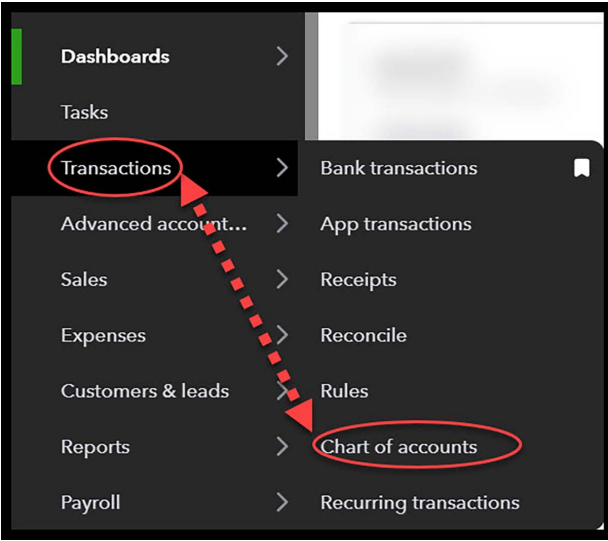 Dashboards
Tasks
Transactions
Advanced account...
Sales
Expenses
Customers & leads
Reports
Payroll
Bank transactions
App transactions
Receipts
Reconcile
Rules
Chart of accounts
Recurring transactions